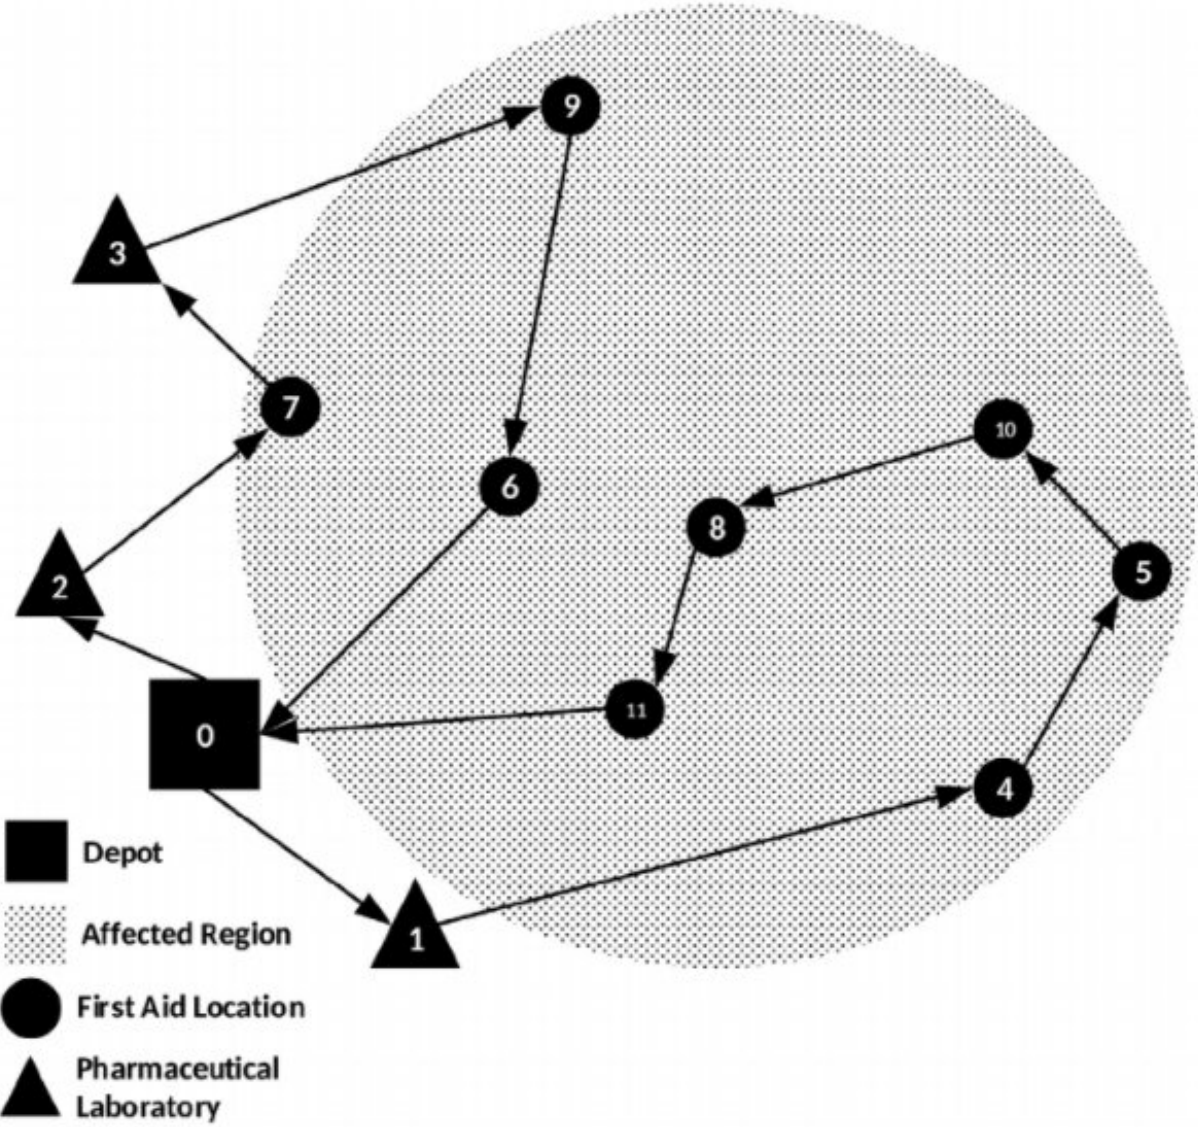 9
3
7
10
6
8
5
2
11
0
4
1
Depot
Affected Region
First Aid Location
Pharmaceutical
Laboratory